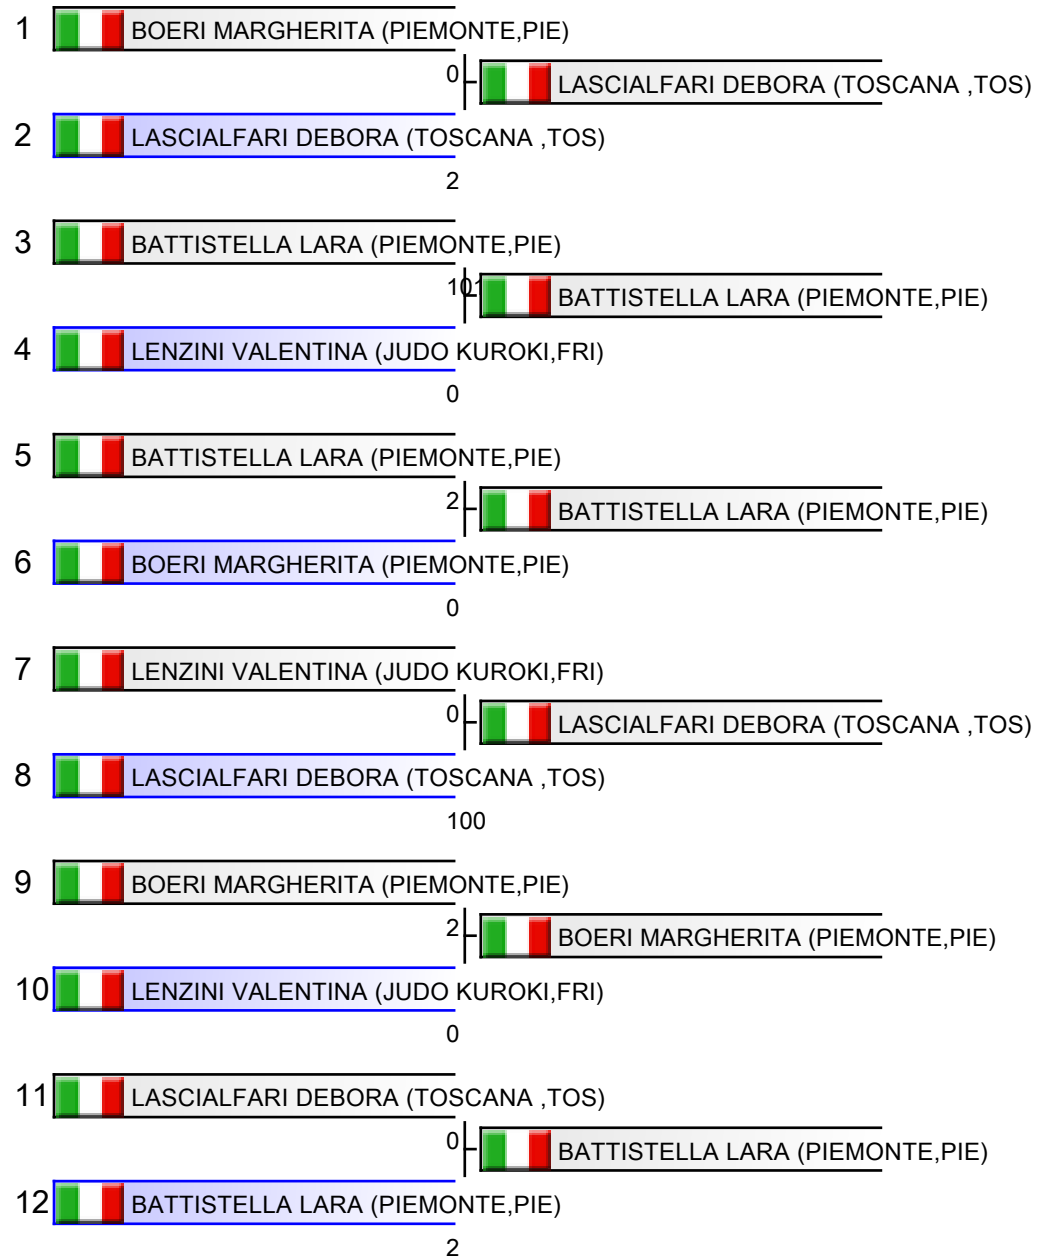 1 BOERI MARGHERITA (PIEMONTE,PIE)
0 LASCIALFARI DEBORA (TOSCANA ,TOS)
2 LASCIALFARI DEBORA (TOSCANA ,TOS)
2
3 BATTISTELLA LARA (PIEMONTE,PIE)
101 BATTISTELLA LARA (PIEMONTE,PIE)
4 LENZINI VALENTINA (JUDO KUROKI,FRI)
0
5 BATTISTELLA LARA (PIEMONTE,PIE)
2 BATTISTELLA LARA (PIEMONTE,PIE)
6 BOERI MARGHERITA (PIEMONTE,PIE)
0
7 LENZINI VALENTINA (JUDO KUROKI,FRI)
0 LASCIALFARI DEBORA (TOSCANA ,TOS)
8 LASCIALFARI DEBORA (TOSCANA ,TOS)
100
9 BOERI MARGHERITA (PIEMONTE,PIE)
2 BOERI MARGHERITA (PIEMONTE,PIE)
10 LENZINI VALENTINA (JUDO KUROKI,FRI)
0
11 LASCIALFARI DEBORA (TOSCANA ,TOS)
0 BATTISTELLA LARA (PIEMONTE,PIE)
12 BATTISTELLA LARA (PIEMONTE,PIE)
2